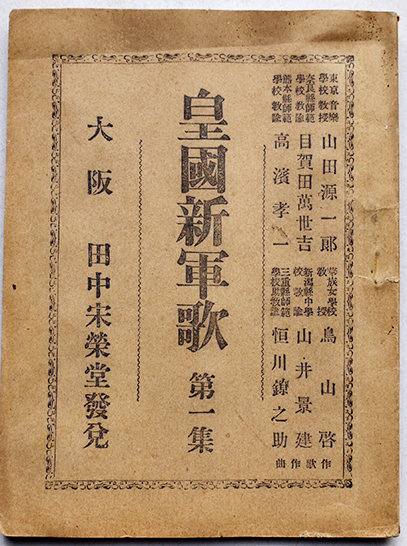 東京音樂
學校教授
山田源一郎
華族女學校
教授
鳥山啓
奈良縣師範
學校教諭
目賀田萬世吉
新潟縣中學
校教諭
山井景建
熊本縣師範
學校教諭
高濱孝一
三重縣師範
學校教諭
恒川鐐之助
作歌作曲
皇國新軍歌 第一集
大阪 田中宋榮堂發兌